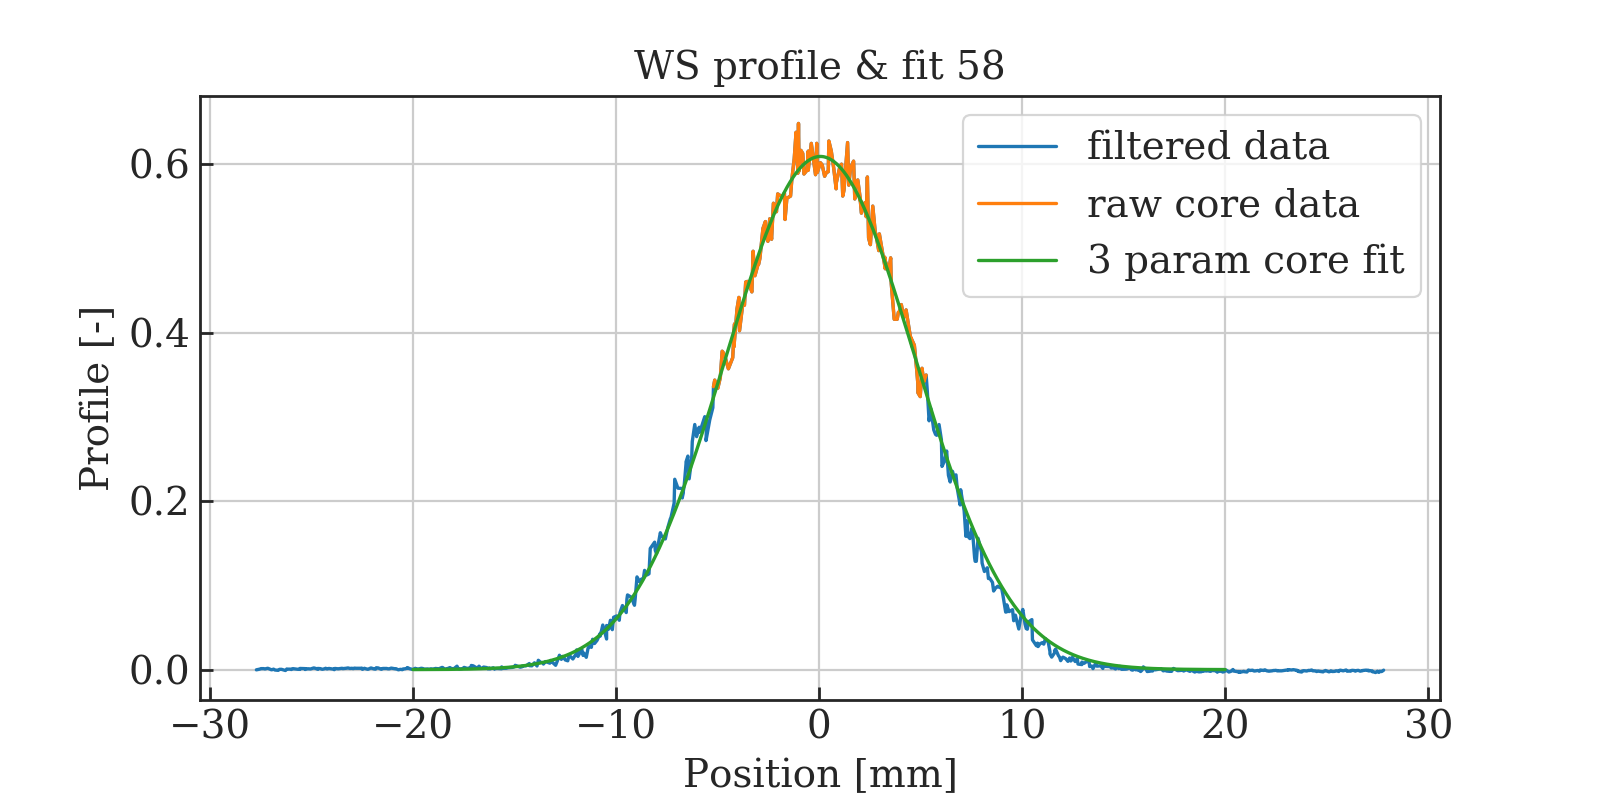 WS profile & fit 58
filtered data
raw core data
3 param core fit
Profile [-]
0.6
0.4
0.2
0.0
−30 −20 −10 0 10 20 30
Position [mm]